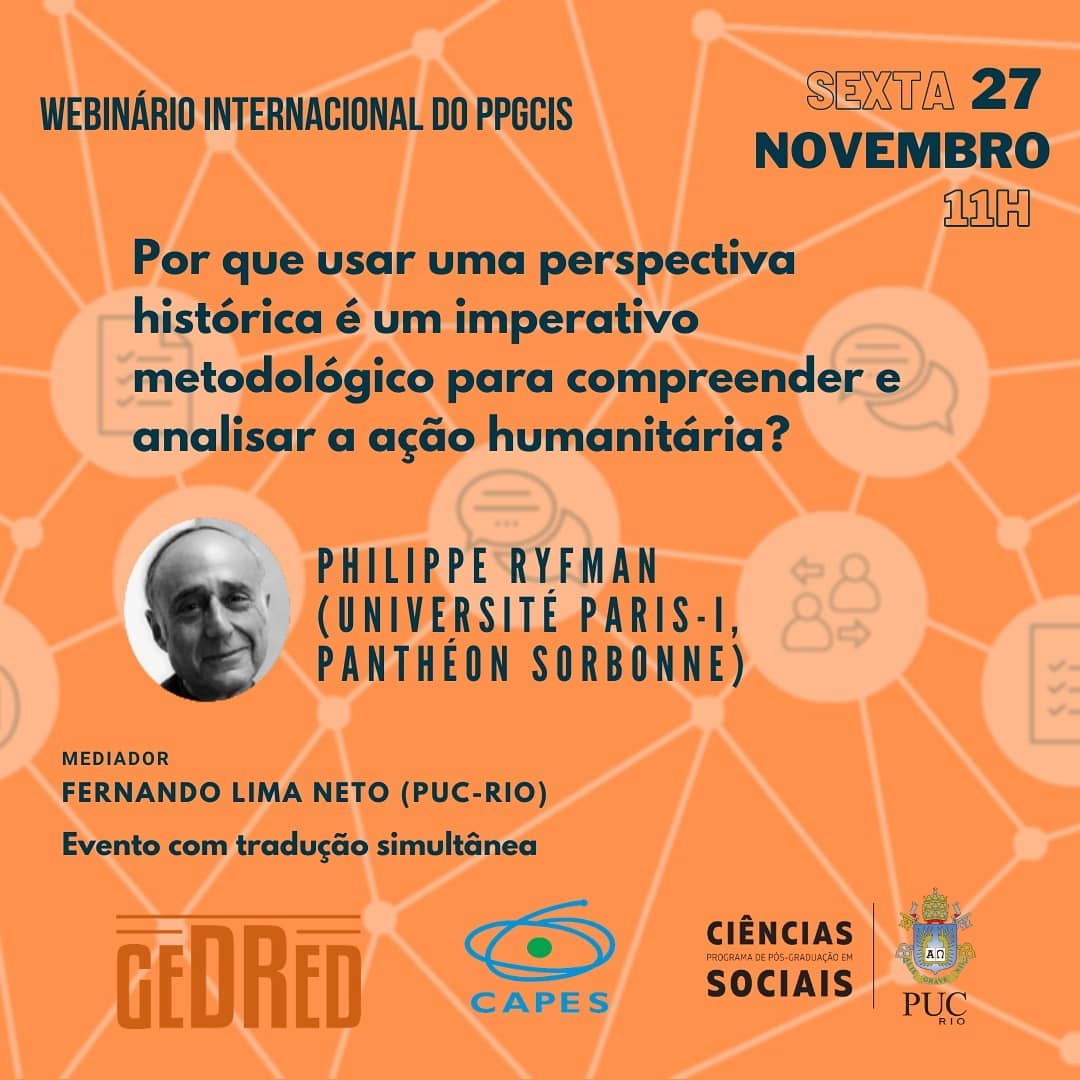 WEBINÁRIO INTERNACIONAL DO PPGCIS
SEXTA 27
NOVEMBRO
11H
Por que usar uma perspectiva
histórica é um imperativo
metodológico para compreender e
analisar a ação humanitária?
PHILIPPE RYFMAN
(UNIVERSITÉ PARIS-I,
PANTHÉON SORBONNE)
MEDIADOR
FERNANDO LIMA NETO (PUC-RIO)
Evento com tradução simultânea
GEDRED
CAPES
CIÊNCIAS
PROGRAMA DE PÓS-GRADUAÇÃO EM
SOCIAIS
ΑΩ
PUC
RIO